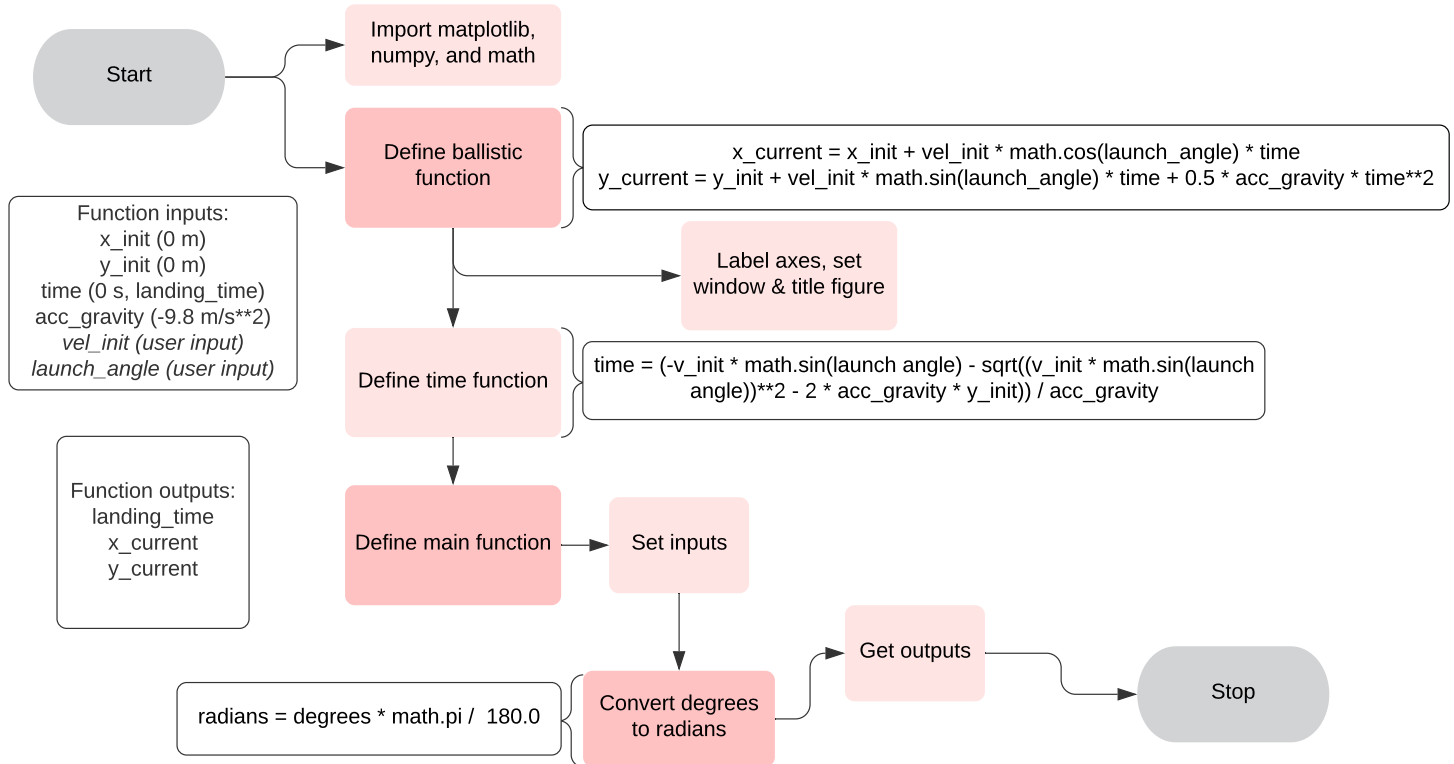 Start
Import matplotlib,
numpy, and math
Define ballistic
function
x_current = x_init + vel_init * math.cos(launch_angle) * time
y_current = y_init + vel_init * math.sin(launch_angle) * time + 0.5 * acc_gravity * time**2
Function inputs:
x_init (0 m)
y_init (0 m)
time (0 s, landing_time)
acc_gravity (-9.8 m/s**2)
vel_init (user input)
launch_angle (user input)
Label axes, set
window & title figure
Define time function
time = (-v_init * math.sin(launch angle) - sqrt((v_init * math.sin(launch
angle))**2 - 2 * acc_gravity * y_init)) / acc_gravity
Function outputs:
landing_time
x_current
y_current
Define main function
Set inputs
radians = degrees * math.pi / 180.0
Convert degrees
to radians
Get outputs
Stop